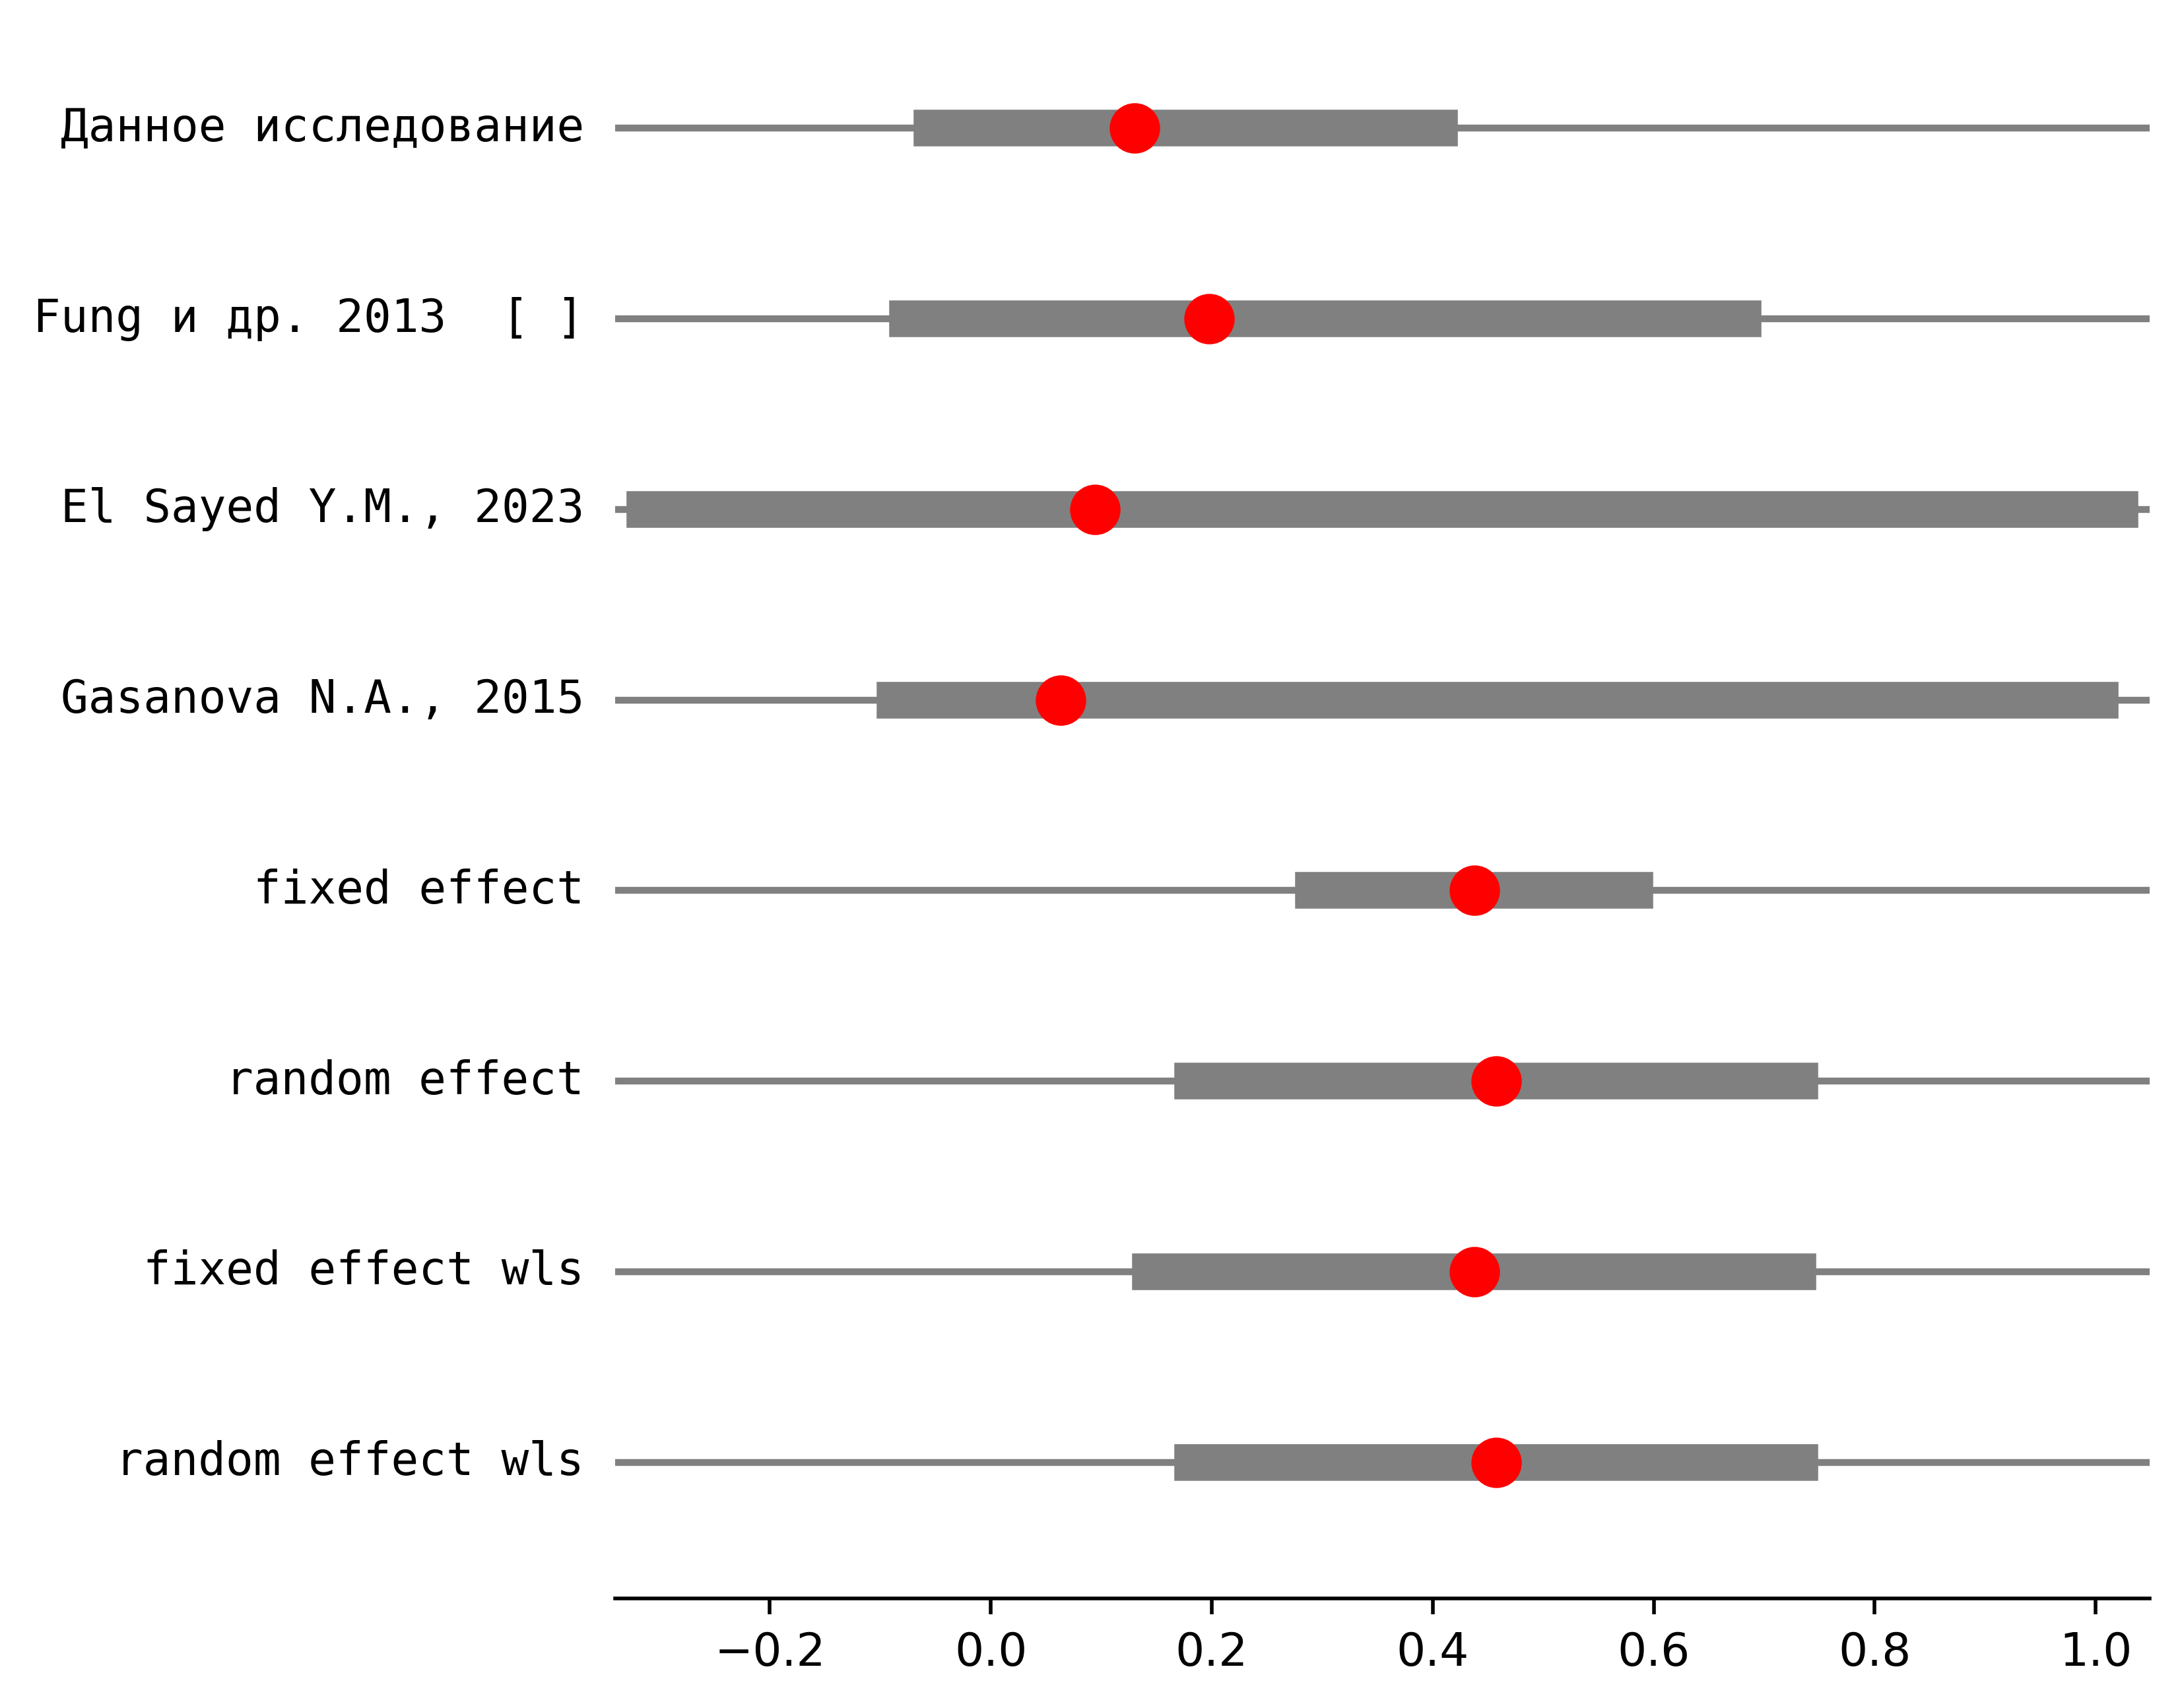 Данное исследование
Fung и др. 2013  [ ]
El Sayed Y.M., 2023
Gasanova N.A., 2015
fixed effect
random effect
fixed effect wls
random effect wls
−0.2 0.0 0.2 0.4 0.6 0.8 1.0